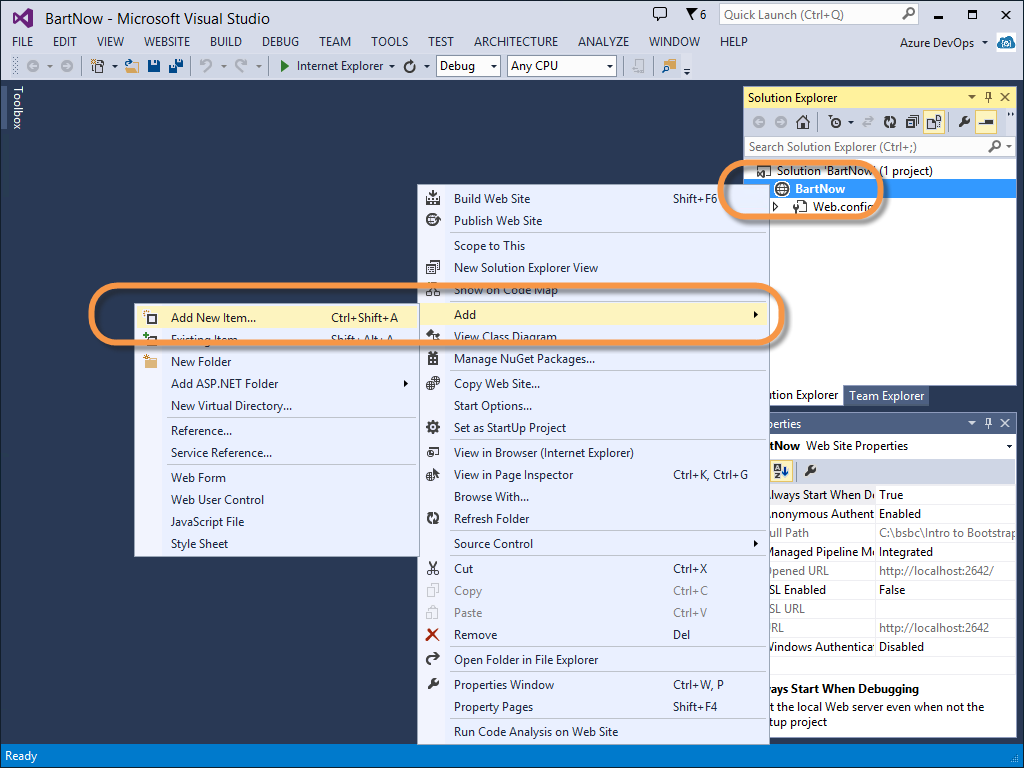 BartNow - Microsoft Visual Studio
6
Quick Launch (Ctrl+Q)
FILE EDIT VIEW WEBSITE BUILD DEBUG TEAM TOOLS TEST ARCHITECTURE ANALYZE WINDOW HELP
Azure DevOps
Internet Explorer Debug Any CPU
Toolbox
Solution Explorer
Search Solution Explorer (Ctrl+;)
Solution 'BartNow' (1 project)
BartNow
Web.config
Build Web Site Shift+F6
Publish Web Site
Scope to This
New Solution Explorer View
Show on Code Map
Add
View Class Diagram
Manage NuGet Packages...
Copy Web Site...
Start Options...
Set as StartUp Project
View in Browser (Internet Explorer)
View in Page Inspector Ctrl+K, Ctrl+G
Browse With...
Refresh Folder
Source Control
Cut Ctrl+X
Copy Ctrl+C
Paste Ctrl+V
Remove Del
Open Folder in File Explorer
Properties Window Ctrl+W, P
Property Pages Shift+F4
Run Code Analysis on Web Site
Add New Item... Ctrl+Shift+A
Existing Item... Shift+Alt+A
New Folder
Add ASP.NET Folder
New Virtual Directory...
Reference...
Service Reference...
Web Form
Web User Control
JavaScript File
Style Sheet
ution Explorer Team Explorer
perties
tNow Web Site Properties
lways Start When De True
nonymous Authent Enabled
ull Path C:\bsbc\Intro to Bootstrap
Managed Pipeline Mo Integrated
pened URL http://localhost:2642/
SL Enabled False
SL URL
RL http://localhost:2642
Windows Authentica Disabled
ays Start When Debugging
t the local Web server even when not the
tup project
Ready